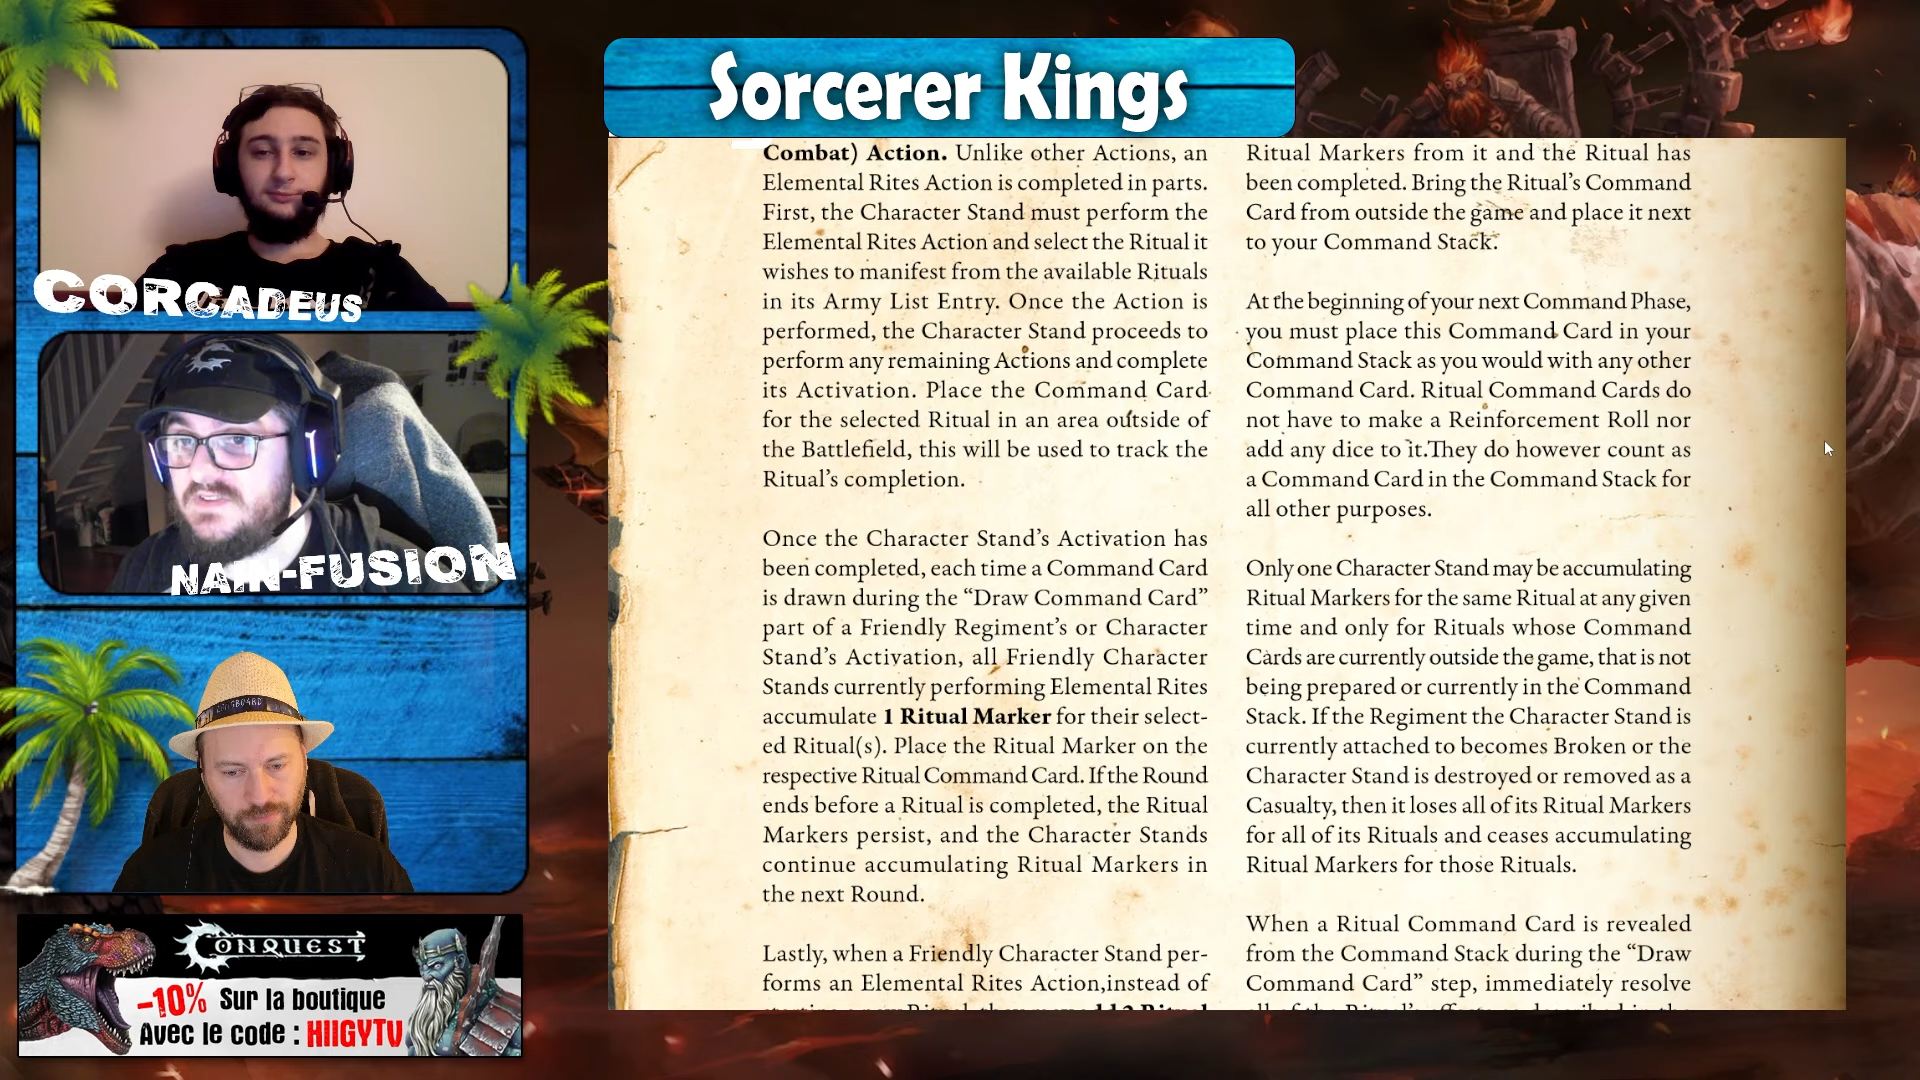 Sorcerer Kings
CORCADEUS
NAIN-FUSION
CONQUEST
-10% Sur la boutique
Avec le code : HIIGYTV
Combat) Action. Unlike other Actions, an
Elemental Rites Action is completed in parts.
First, the Character Stand must perform the
Elemental Rites Action and select the Ritual it
wishes to manifest from the available Rituals
in its Army List Entry. Once the Action is
performed, the Character Stand proceeds to
perform any remaining Actions and complete
its Activation. Place the Command Card
for the selected Ritual in an area outside of
the Battlefield, this will be used to track the
Ritual's completion.
Once the Character Stand's Activation has
been completed, each time a Command Card
is drawn during the “Draw Command Card”
part of a Friendly Regiment's or Character
Stand's Activation, all Friendly Character
Stands currently performing Elemental Rites
accumulate 1 Ritual Marker for their select-
ed Ritual(s). Place the Ritual Marker on the
respective Ritual Command Card. If the Round
ends before a Ritual is completed, the Ritual
Markers persist, and the Character Stands
continue accumulating Ritual Markers in
the next Round.
Lastly, when a Friendly Character Stand per-
forms an Elemental Rites Action,instead of
Ritual Markers from it and the Ritual has
been completed. Bring the Ritual's Command
Card from outside the game and place it next
to your Command Stack.
At the beginning of your next Command Phase,
you must place this Command Card in your
Command Stack as you would with any other
Command Card. Ritual Command Cards do
not have to make a Reinforcement Roll nor
add any dice to it.They do however count as
a Command Card in the Command Stack for
all other purposes.
Only one Character Stand may be accumulating
Ritual Markers for the same Ritual at any given
time and only for Rituals whose Command
Cards are currently outside the game, that is not
being prepared or currently in the Command
Stack. If the Regiment the Character Stand is
currently attached to becomes Broken or the
Character Stand is destroyed or removed as a
Casualty, then it loses all of its Ritual Markers
for all of its Rituals and ceases accumulating
Ritual Markers for those Rituals.
When a Ritual Command Card is revealed
from the Command Stack during the “Draw
Command Card” step, immediately resolve